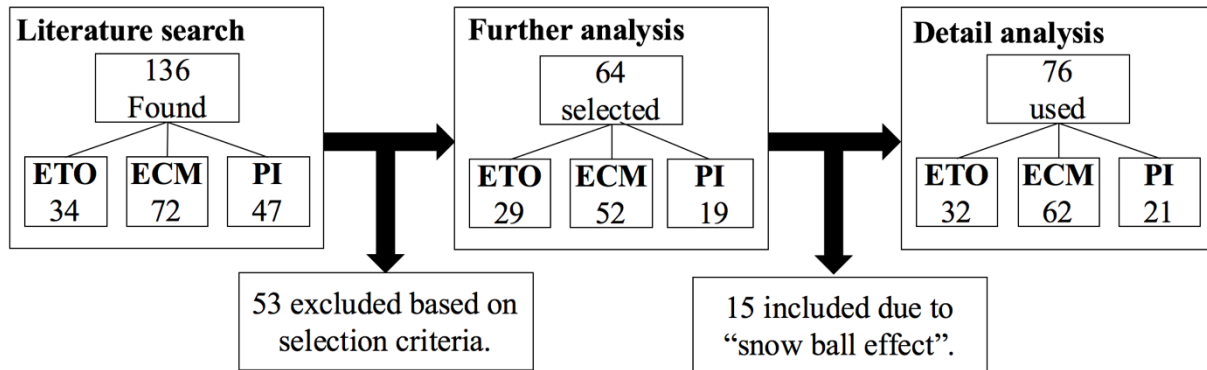 Literature search
136
Found
ETO
34
ECM
72
PI
47
Further analysis
64
selected
ETO
29
ECM
52
PI
19
Detail analysis
76
used
ETO
32
ECM
62
PI
21
53 excluded based on
selection criteria.
15 included due to
“snow ball effect”.